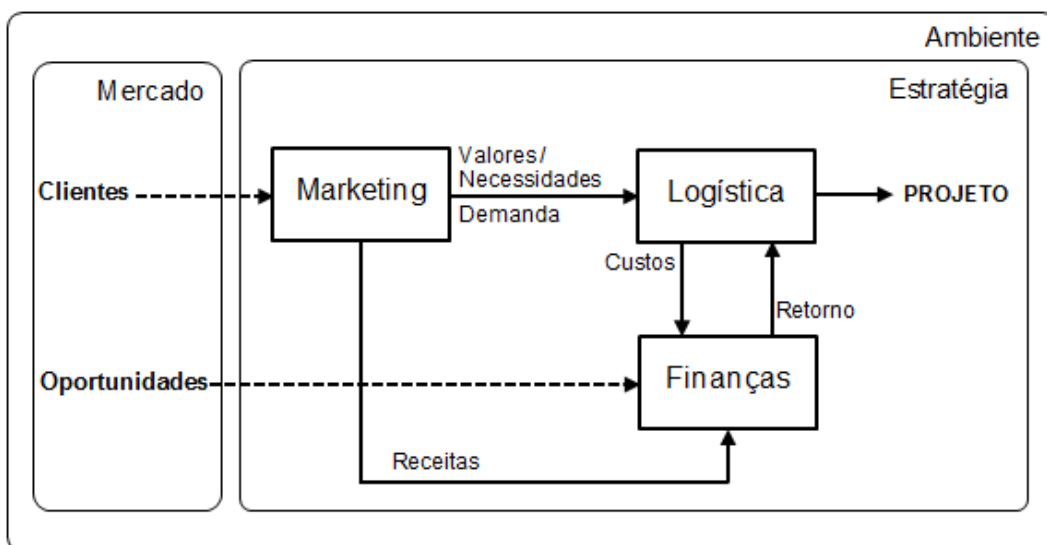 Ambiente
Mercado
Estratégia
Clientes
Marketing
Valores/
Necessidades
Demanda
Logística
PROJETO
Custos
Retorno
Oportunidades
Finanças
Receitas